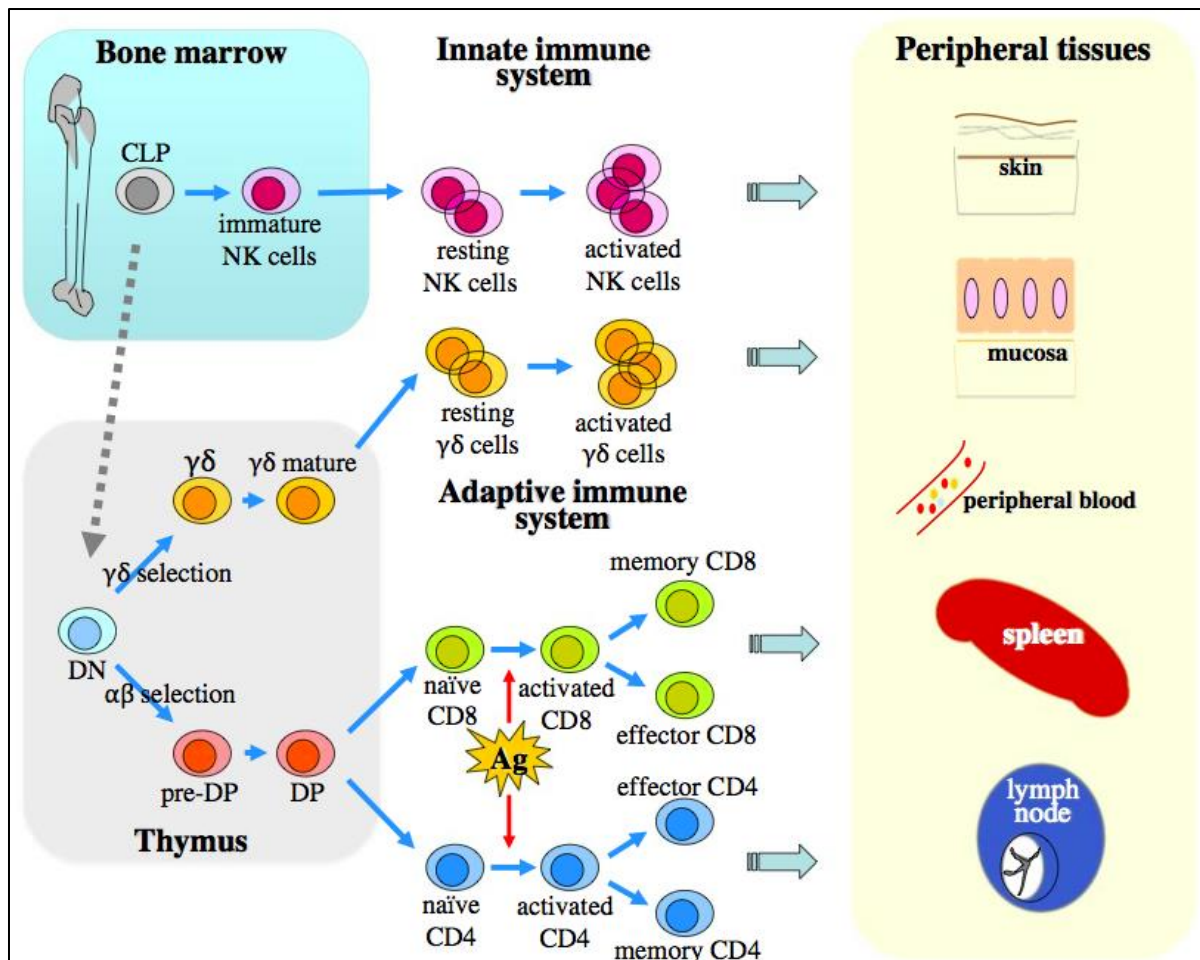 Bone marrow
CLP
immature
NK cells
Innate immune
system
resting
NK cells
activated
NK cells
resting
γδ cells
activated
γδ cells
γδ
γδ mature
γδ selection
DN
αβ selection
pre-DP
DP
Thymus
Adaptive immune
system
memory CD8
naïve
CD8
activated
CD8
effector CD8
Ag
effector CD4
naïve
CD4
activated
CD4
memory CD4
Peripheral tissues
skin
mucosa
peripheral blood
spleen
lymph
node